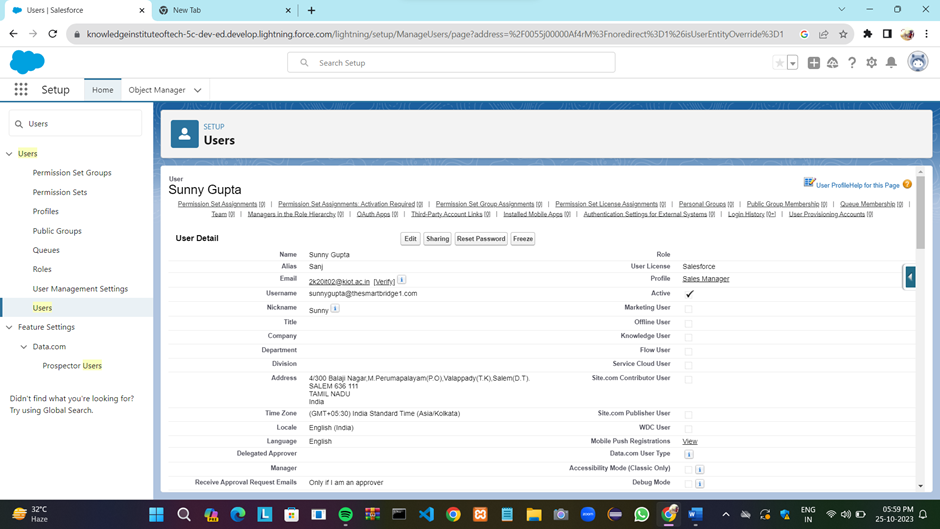 Users | Salesforce
New Tab
knowledgeinstituteoftech-5c-dev-ed.develop.lightning.force.com/lightning/setup/ManageUsers/page?address=%2F0055j00000Af4rM%3Fnoredirect%3D1%26isUserEntityOverride%3D1
Search Setup
Setup
Home
Object Manager
Users
Users
Permission Set Groups
Permission Sets
Profiles
Public Groups
Queues
Roles
User Management Settings
Users
Feature Settings
Data.com
Prospector Users
Didn't find what you're looking for?
Try using Global Search.
SETUP
Users
User
Sunny Gupta
User Profile Help for this Page
Permission Set Assignments [0] | Permission Set Assignments: Activation Required [0] | Permission Set Group Assignments [0] | Permission Set License Assignments [0] | Personal Groups [0] | Public Group Membership [0] | Queue Membership [0] |
Team [0] | Managers in the Role Hierarchy [0] | OAuth Apps [0] | Third-Party Account Links [0] | Installed Mobile Apps [0] | Authentication Settings for External Systems [0] | Login History [0+] | User Provisioning Accounts [0]
User Detail Edit Sharing Reset Password Freeze
Name Sunny Gupta Role
Alias Sanj User License Salesforce
Email 2k20it02@kiot.ac.in [Verify] i Profile Sales Manager
Username sunnygupta@thesmartbridge1.com Active
Nickname Sunny i Marketing User
Title Offline User
Company Knowledge User
Department Flow User
Division Service Cloud User
Address 4/300 Balaji Nagar,M.Perumapalayam(P.O),Valappady(T.K),Salem(D.T). Site.com Contributor User
SALEM 636 111
TAMIL NADU
India
Time Zone (GMT+05:30) India Standard Time (Asia/Kolkata) Site.com Publisher User
Locale English (India) WDC User
Language English Mobile Push Registrations View
Delegated Approver Data.com User Type i
Manager Accessibility Mode (Classic Only) i
Receive Approval Request Emails Only if I am an approver Debug Mode i
32°C
Haze
ENG
IN
05:59 PM
25-10-2023